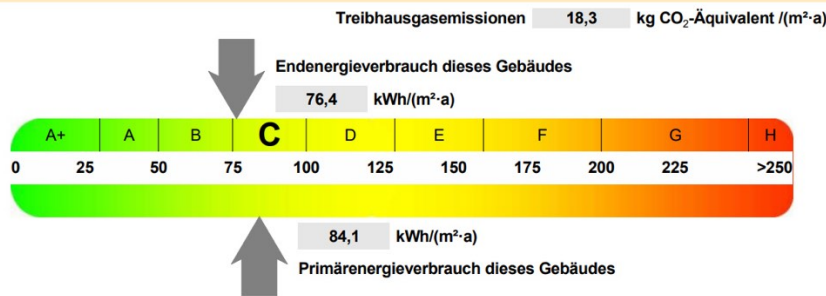 Treibhausgasemissionen 18,3 kg CO₂-Äquivalent /(m²·a)
Endenergieverbrauch dieses Gebäudes
76,4 kWh/(m²·a)
A+ A B C D E F G H
0 25 50 75 100 125 150 175 200 225 >250
84,1 kWh/(m²·a)
Primärenergieverbrauch dieses Gebäudes